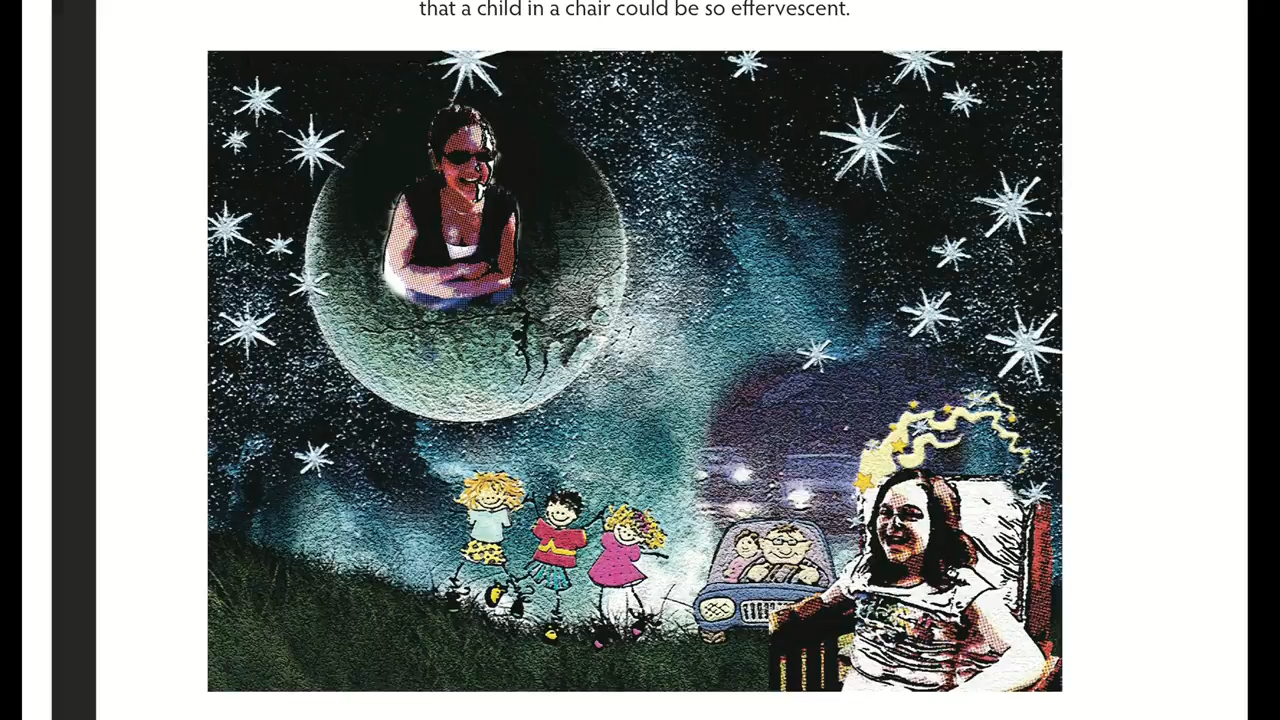 that a child in a chair could be so effervescent.